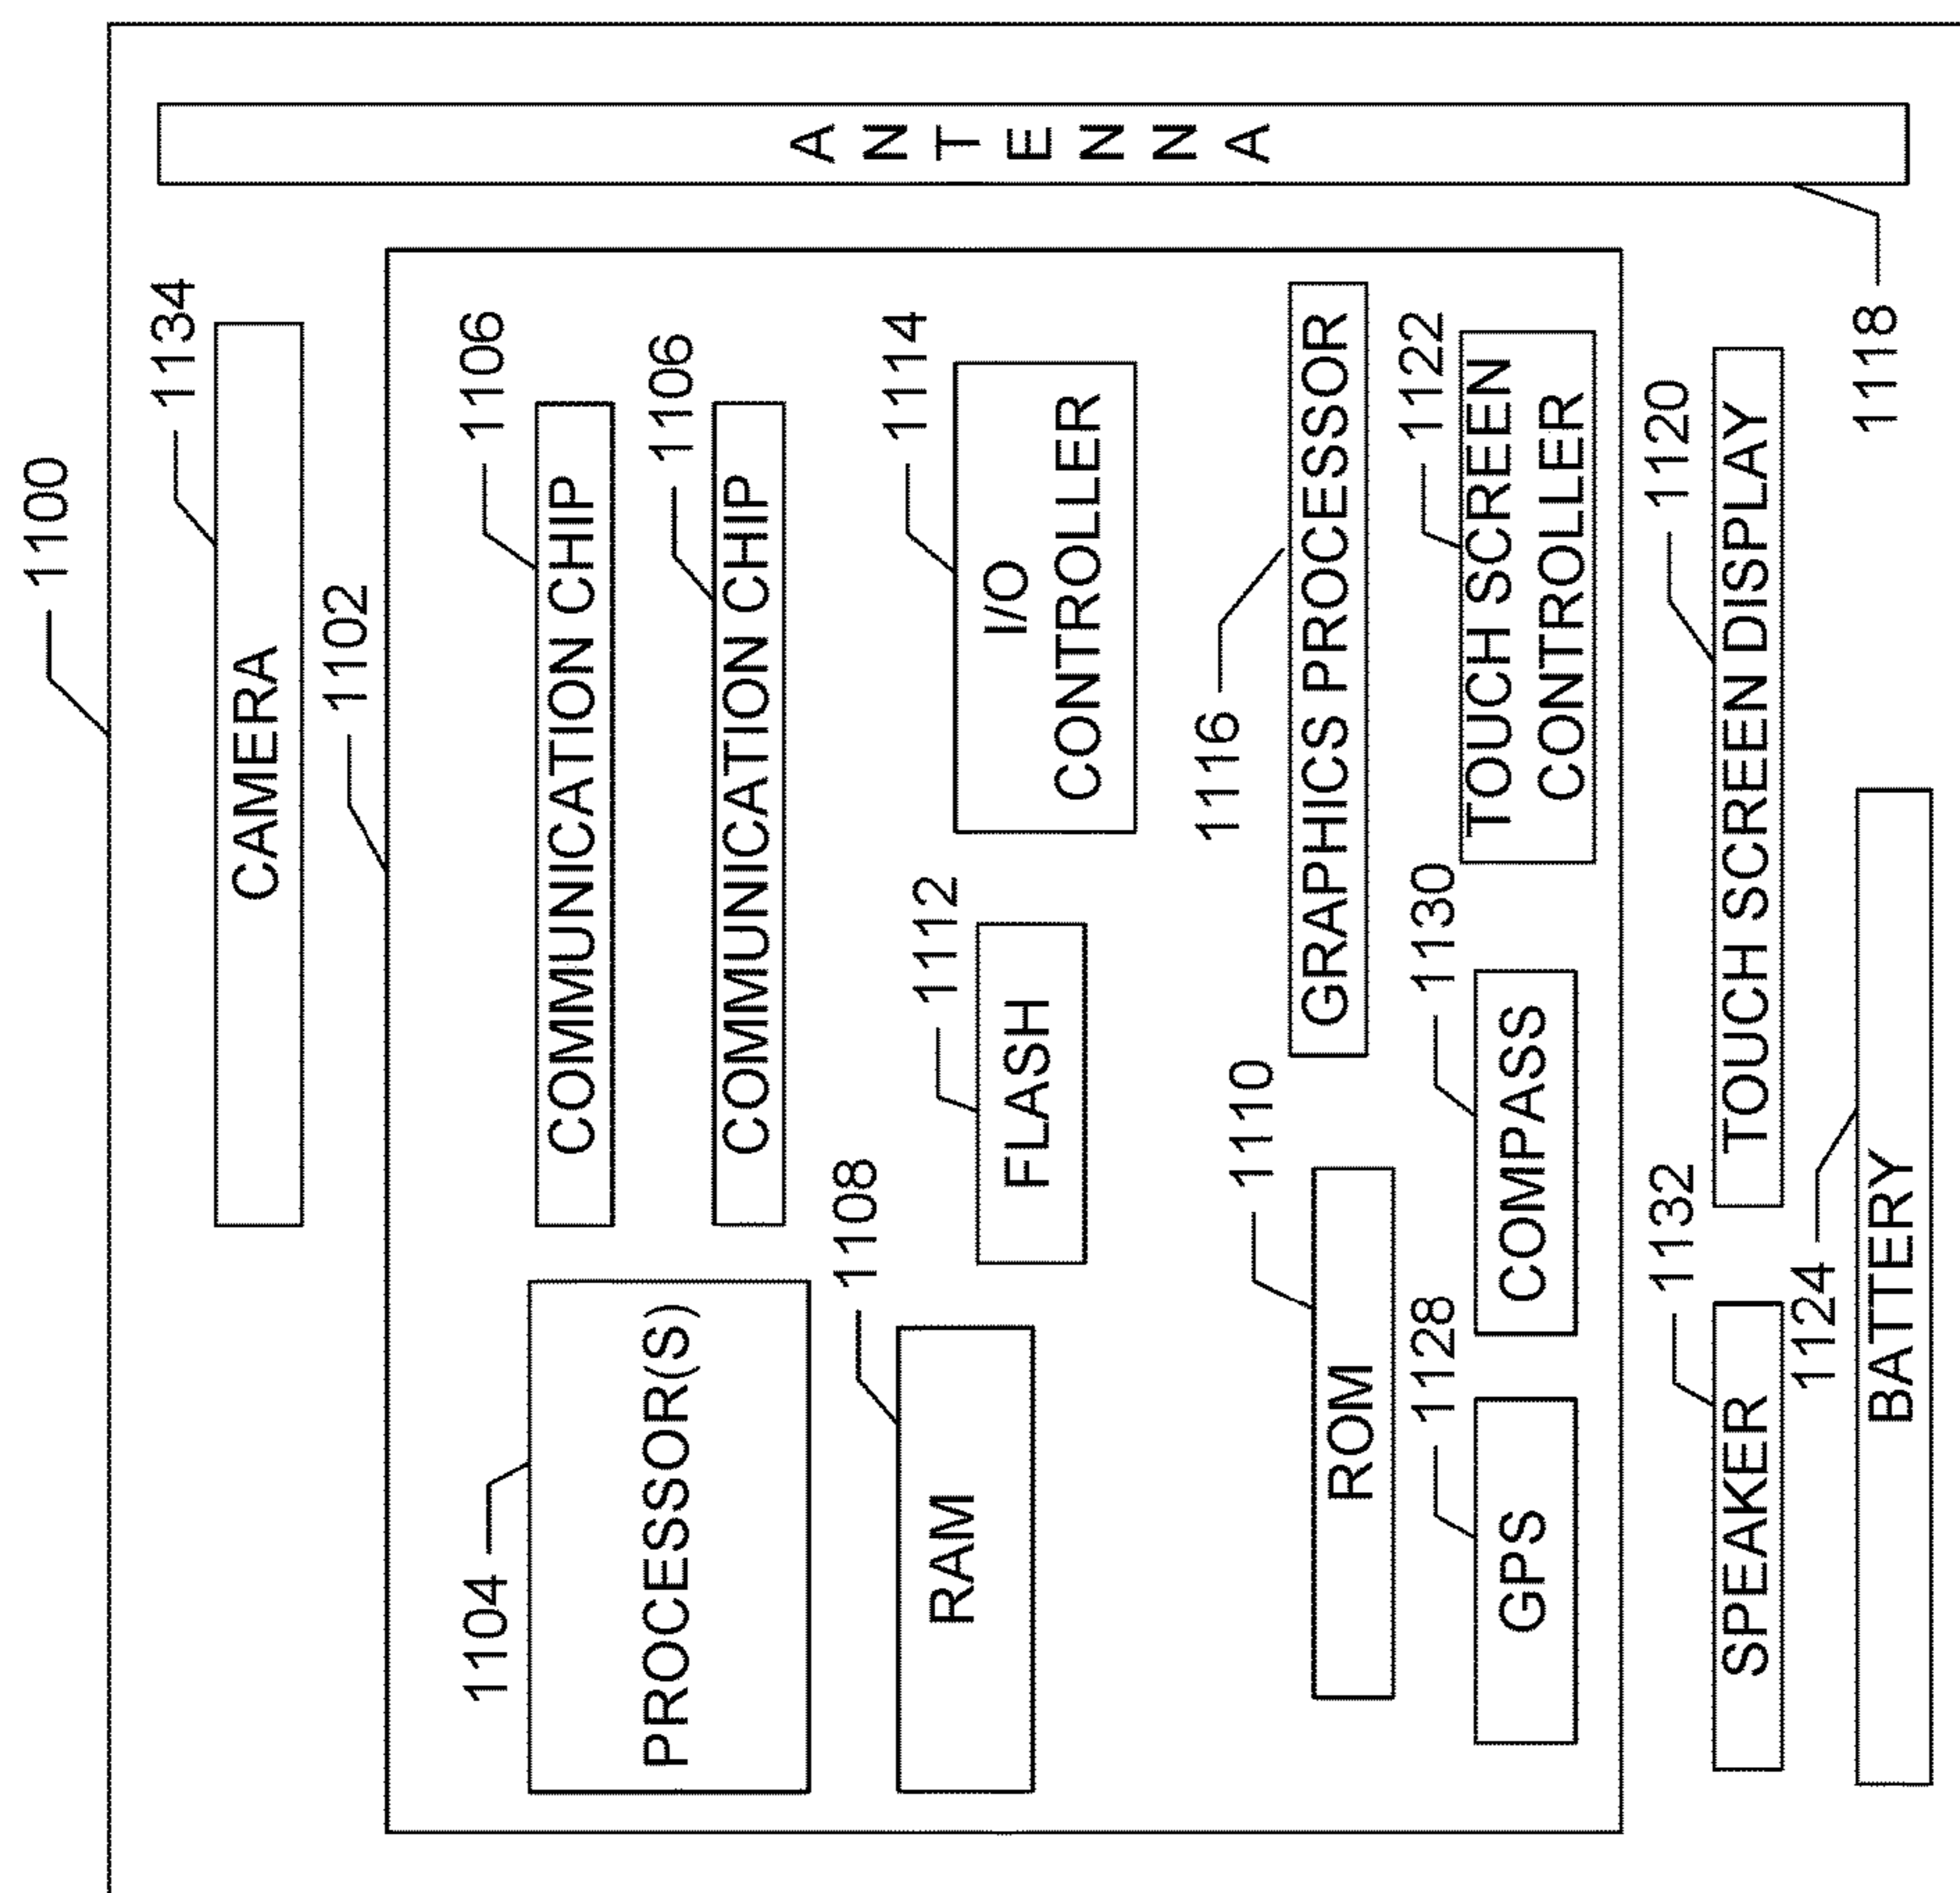 1100
1134
CAMERA
1102
1106
COMMUNICATION CHIP
1104
PROCESSOR(S)
1106
COMMUNICATION CHIP
1108
RAM
1112
FLASH
1114
I/O
CONTROLLER
1116
GRAPHICS PROCESSOR
1110
ROM
1128
GPS
1130
COMPASS
1122
TOUCH SCREEN
CONTROLLER
1132
SPEAKER
1120
TOUCH SCREEN DISPLAY
1124
BATTERY
1118
ANTENNA